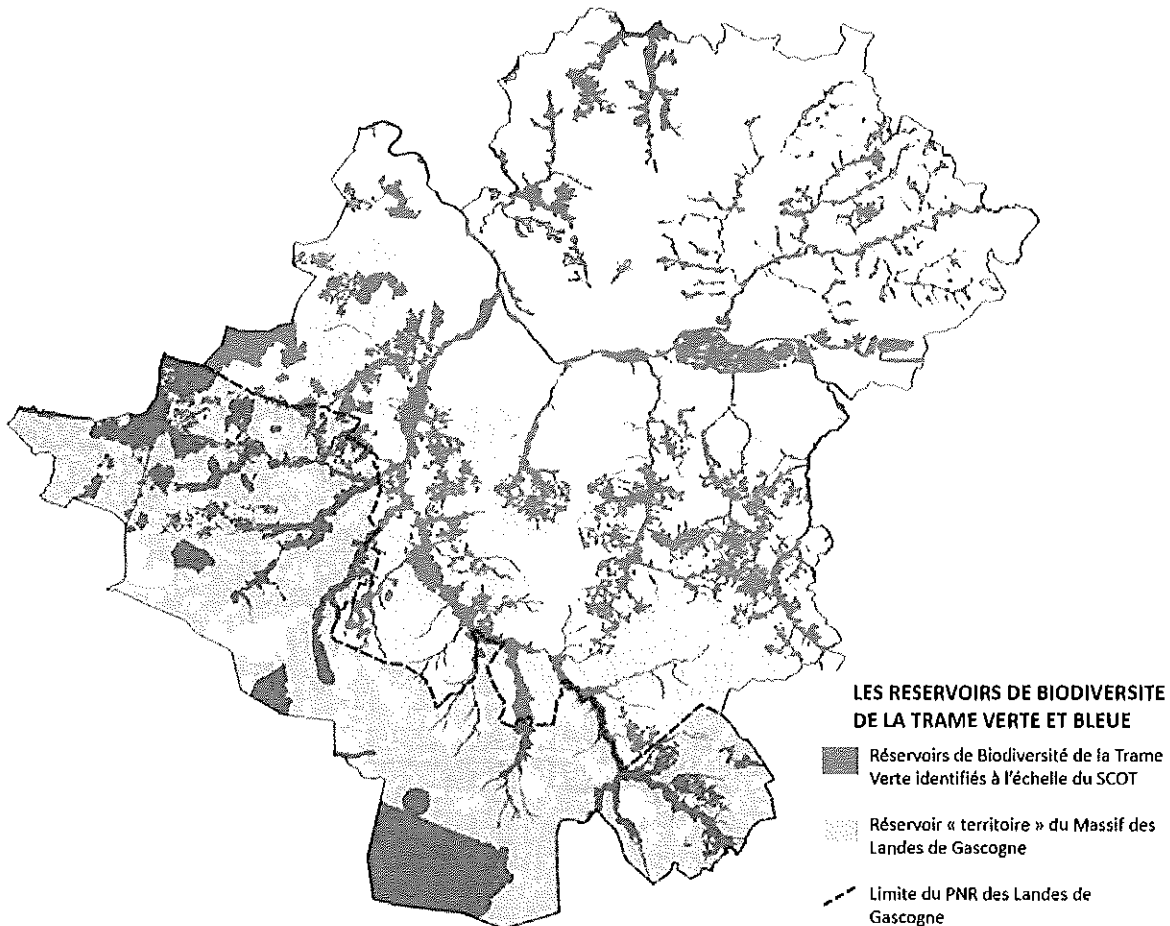 LES RESERVOIRS DE BIODIVERSITE
DE LA TRAME VERTE ET BLEUE
Réservoirs de Biodiversité de la Trame
Verte identifiés à l'échelle du SCOT
Réservoir « territoire » du Massif des
Landes de Gascogne
Limite du PNR des Landes de
Gascogne